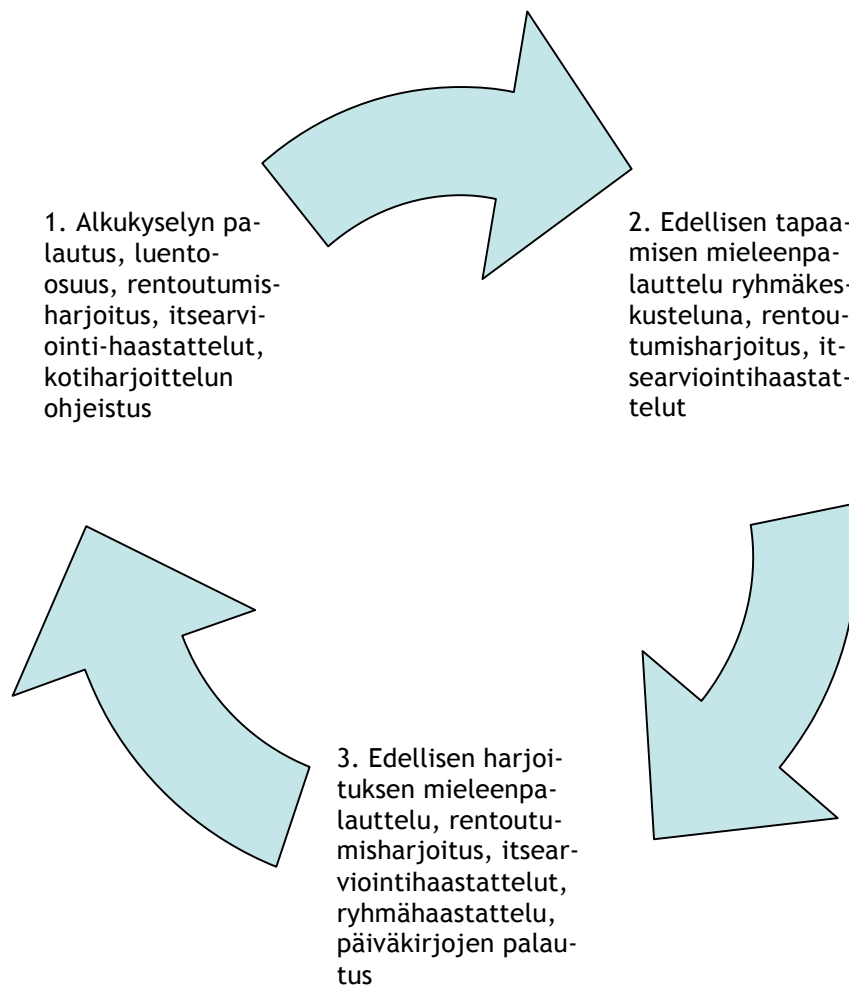 1. Alkukyselyn pa-
lautus, luento-
osuus, rentoutumis-
harjoitus, itsearvi-
ointi-haastattelut,
kotiharjoittelun
ohjeistus
2. Edellisen tapaa-
misen mieleenpa-
lauttelu ryhmäkes-
kusteluna, rentou-
tumisharjoitus, it-
searviointihaastat-
telut
3. Edellisen harjoi-
tuksen mieleenpa-
lauttelu, rentoutu-
misharjoitus, itsear-
viointihaastattelut,
ryhmähaastattelu,
päiväkirjojen palau-
tus